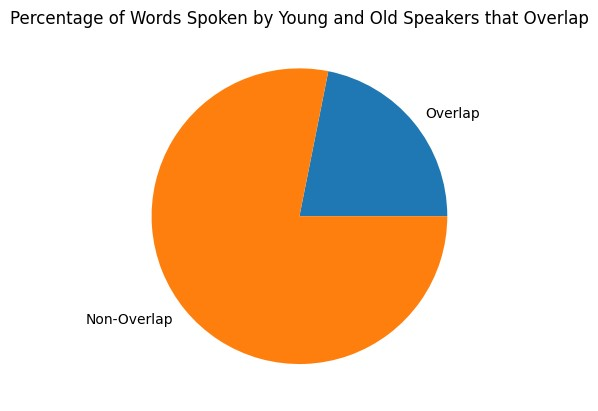 Percentage of Words Spoken by Young and Old Speakers that Overlap
Overlap
Non-Overlap